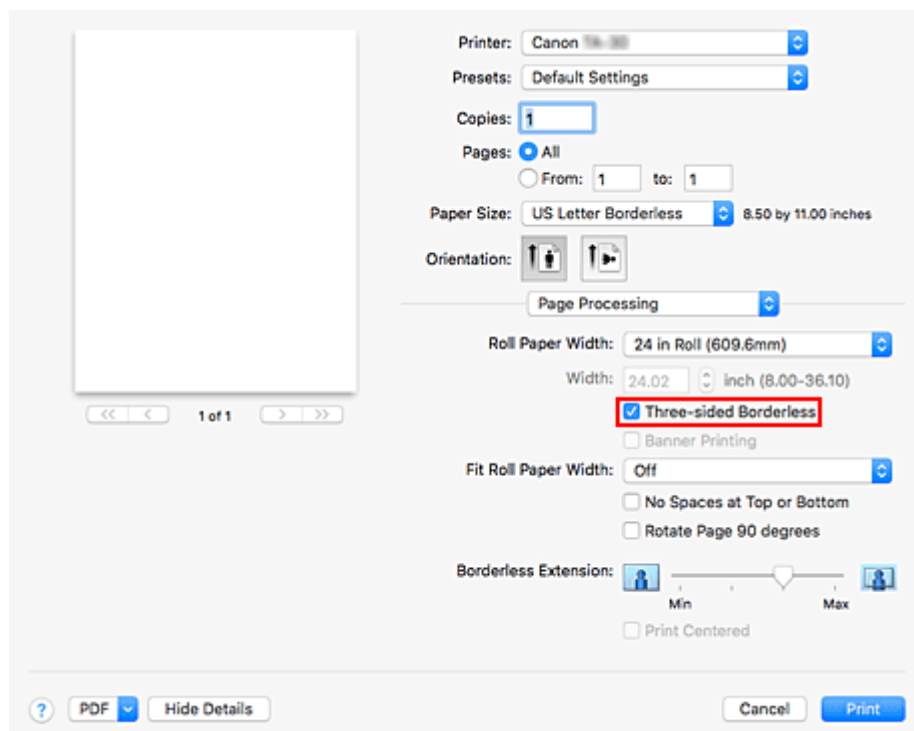 Printer: Canon
Presets: Default Settings
Copies: 1
Pages: All
From: 1 to: 1
Paper Size: US Letter Borderless 8.50 by 11.00 inches
Orientation:
Page Processing
Roll Paper Width: 24 in Roll (609.6mm)
Width: 24.02 inch (8.00-36.10)
<< < 1 of 1 > >>
Three-sided Borderless
Banner Printing
Fit Roll Paper Width: Off
No Spaces at Top or Bottom
Rotate Page 90 degrees
Borderless Extension:
Min Max
Print Centered
? PDF Hide Details Cancel Print